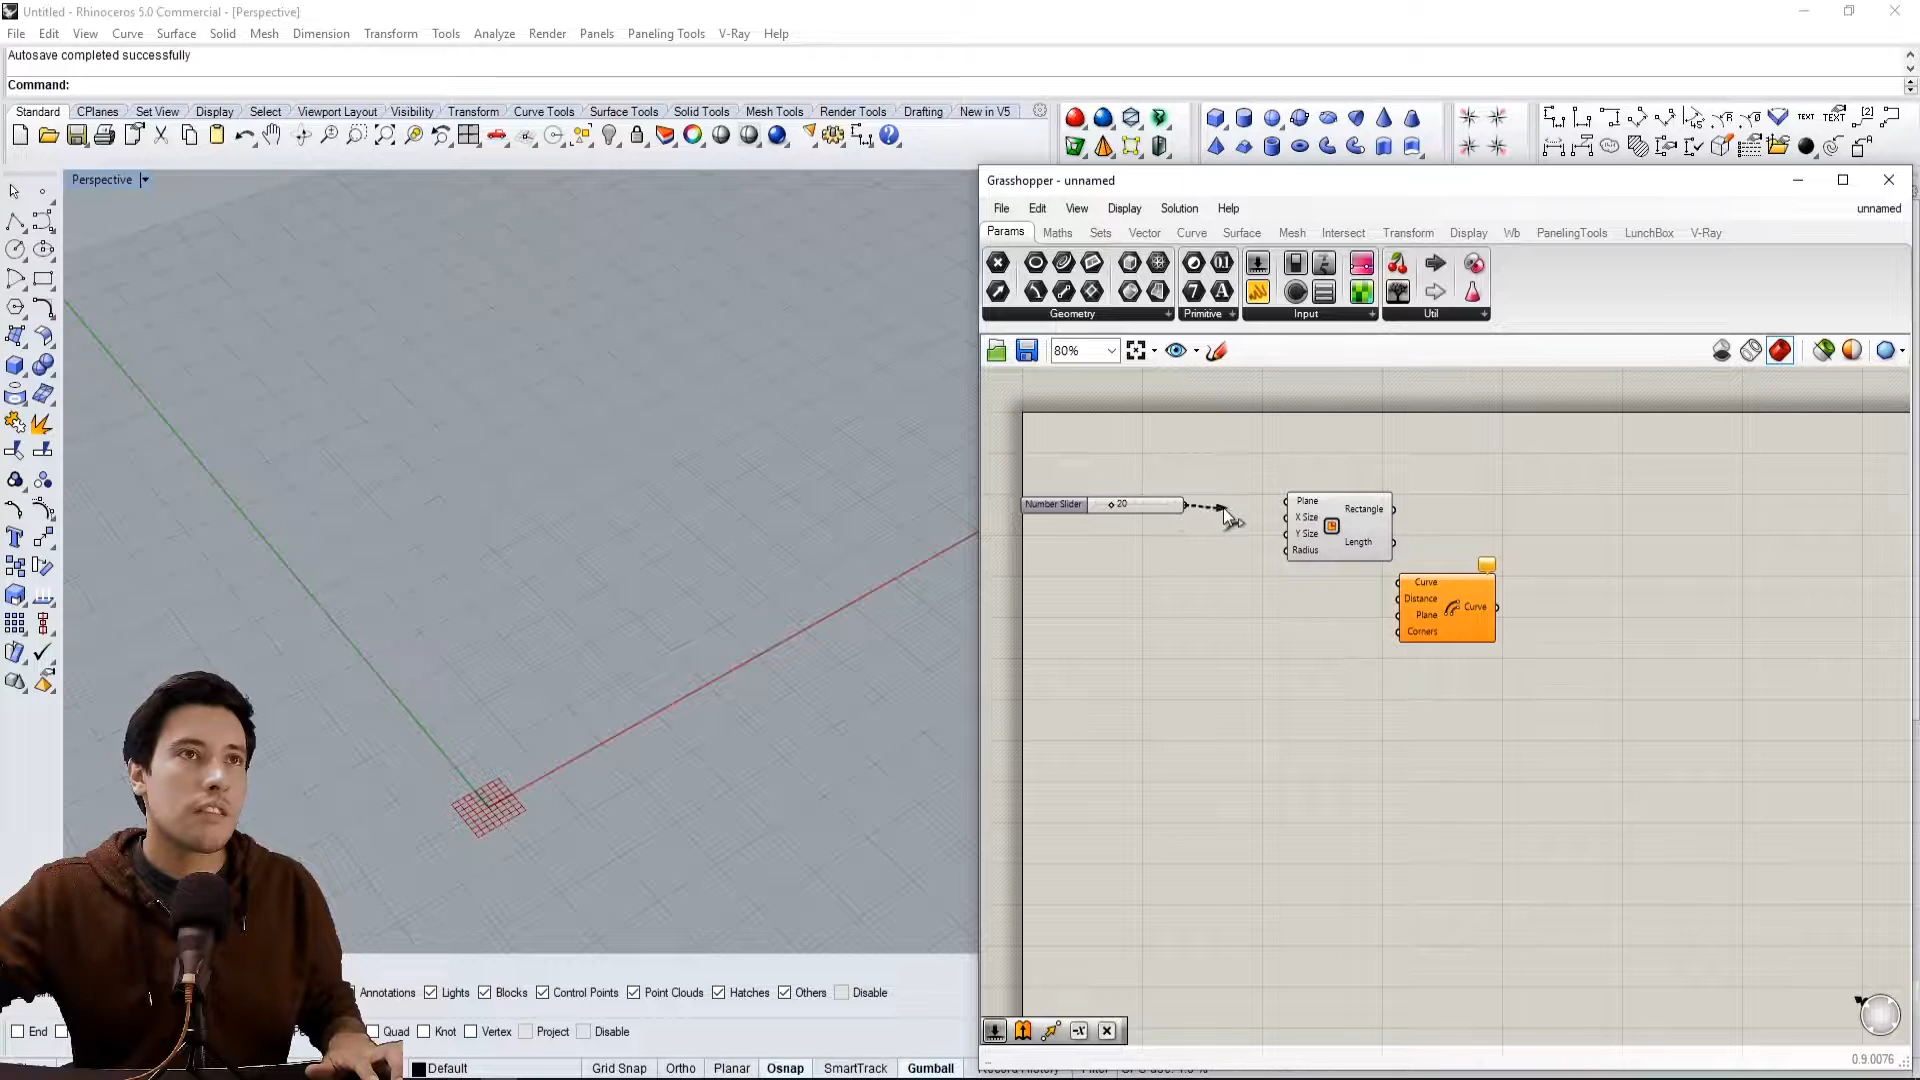 Untitled - Rhinoceros 5.0 Commercial - [Perspective]
File Edit View Curve Surface Solid Mesh Dimension Transform Tools Analyze Render Panels Paneling Tools V-Ray Help
Autosave completed successfully
Command:
Standard CPlanes Set View Display Select Viewport Layout Visibility Transform Curve Tools Surface Tools Solid Tools Mesh Tools Render Tools Drafting New in V5
TEXT TEXT
Perspective
Grasshopper - unnamed
File Edit View Display Solution Help unnamed
Params Maths Sets Vector Curve Surface Mesh Intersect Transform Display Wb PanelingTools LunchBox V-Ray
Geometry Primitive Input Util
80%
Number Slider 20
Plane
X Size
Y Size
Radius
Rectangle
Length
Curve
Distance
Plane
Corners
Curve
Annotations Lights Blocks Control Points Point Clouds Hatches Others Disable
End Quad Knot Vertex Project Disable
Default Grid Snap Ortho Planar Osnap SmartTrack Gumball
0.9.0076